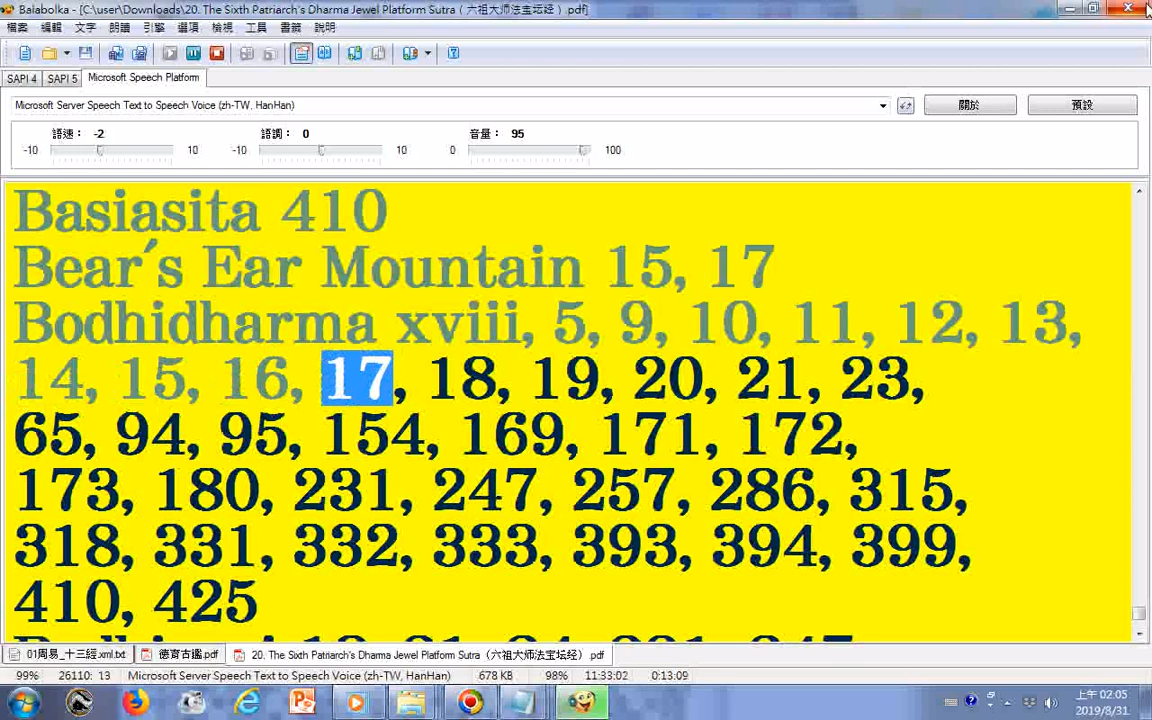 Balabolka - [C:\user\Downloads\20. The Sixth Patriarch's Dharma Jewel Platform Sutra（六祖大师法宝坛经）.pdf]
檔案 編輯 文字 朗讀 引擎 選項 檢視 工具 書籤 說明
SAPI 4 SAPI 5 Microsoft Speech Platform
Microsoft Server Speech Text to Speech Voice (zh-TW, HanHan) 關於 預設
語速： -2 語調： 0 音量： 95
-10 10 -10 10 0 100
Basiasita 410
Bear's Ear Mountain 15, 17
Bodhidharma xviii, 5, 9, 10, 11, 12, 13,
14, 15, 16, 17, 18, 19, 20, 21, 23,
65, 94, 95, 154, 169, 171, 172,
173, 180, 231, 247, 257, 286, 315,
318, 331, 332, 333, 393, 394, 399,
410, 425
01周易_十三經.xml.txt 德育古鑑.pdf 20. The Sixth Patriarch's Dharma Jewel Platform Sutra（六祖大师法宝坛经）.pdf
99% 26110: 13 Microsoft Server Speech Text to Speech Voice (zh-TW, HanHan) 678 KB 98% 11:33:02 0:13:09
上午 02:05
2019/8/31